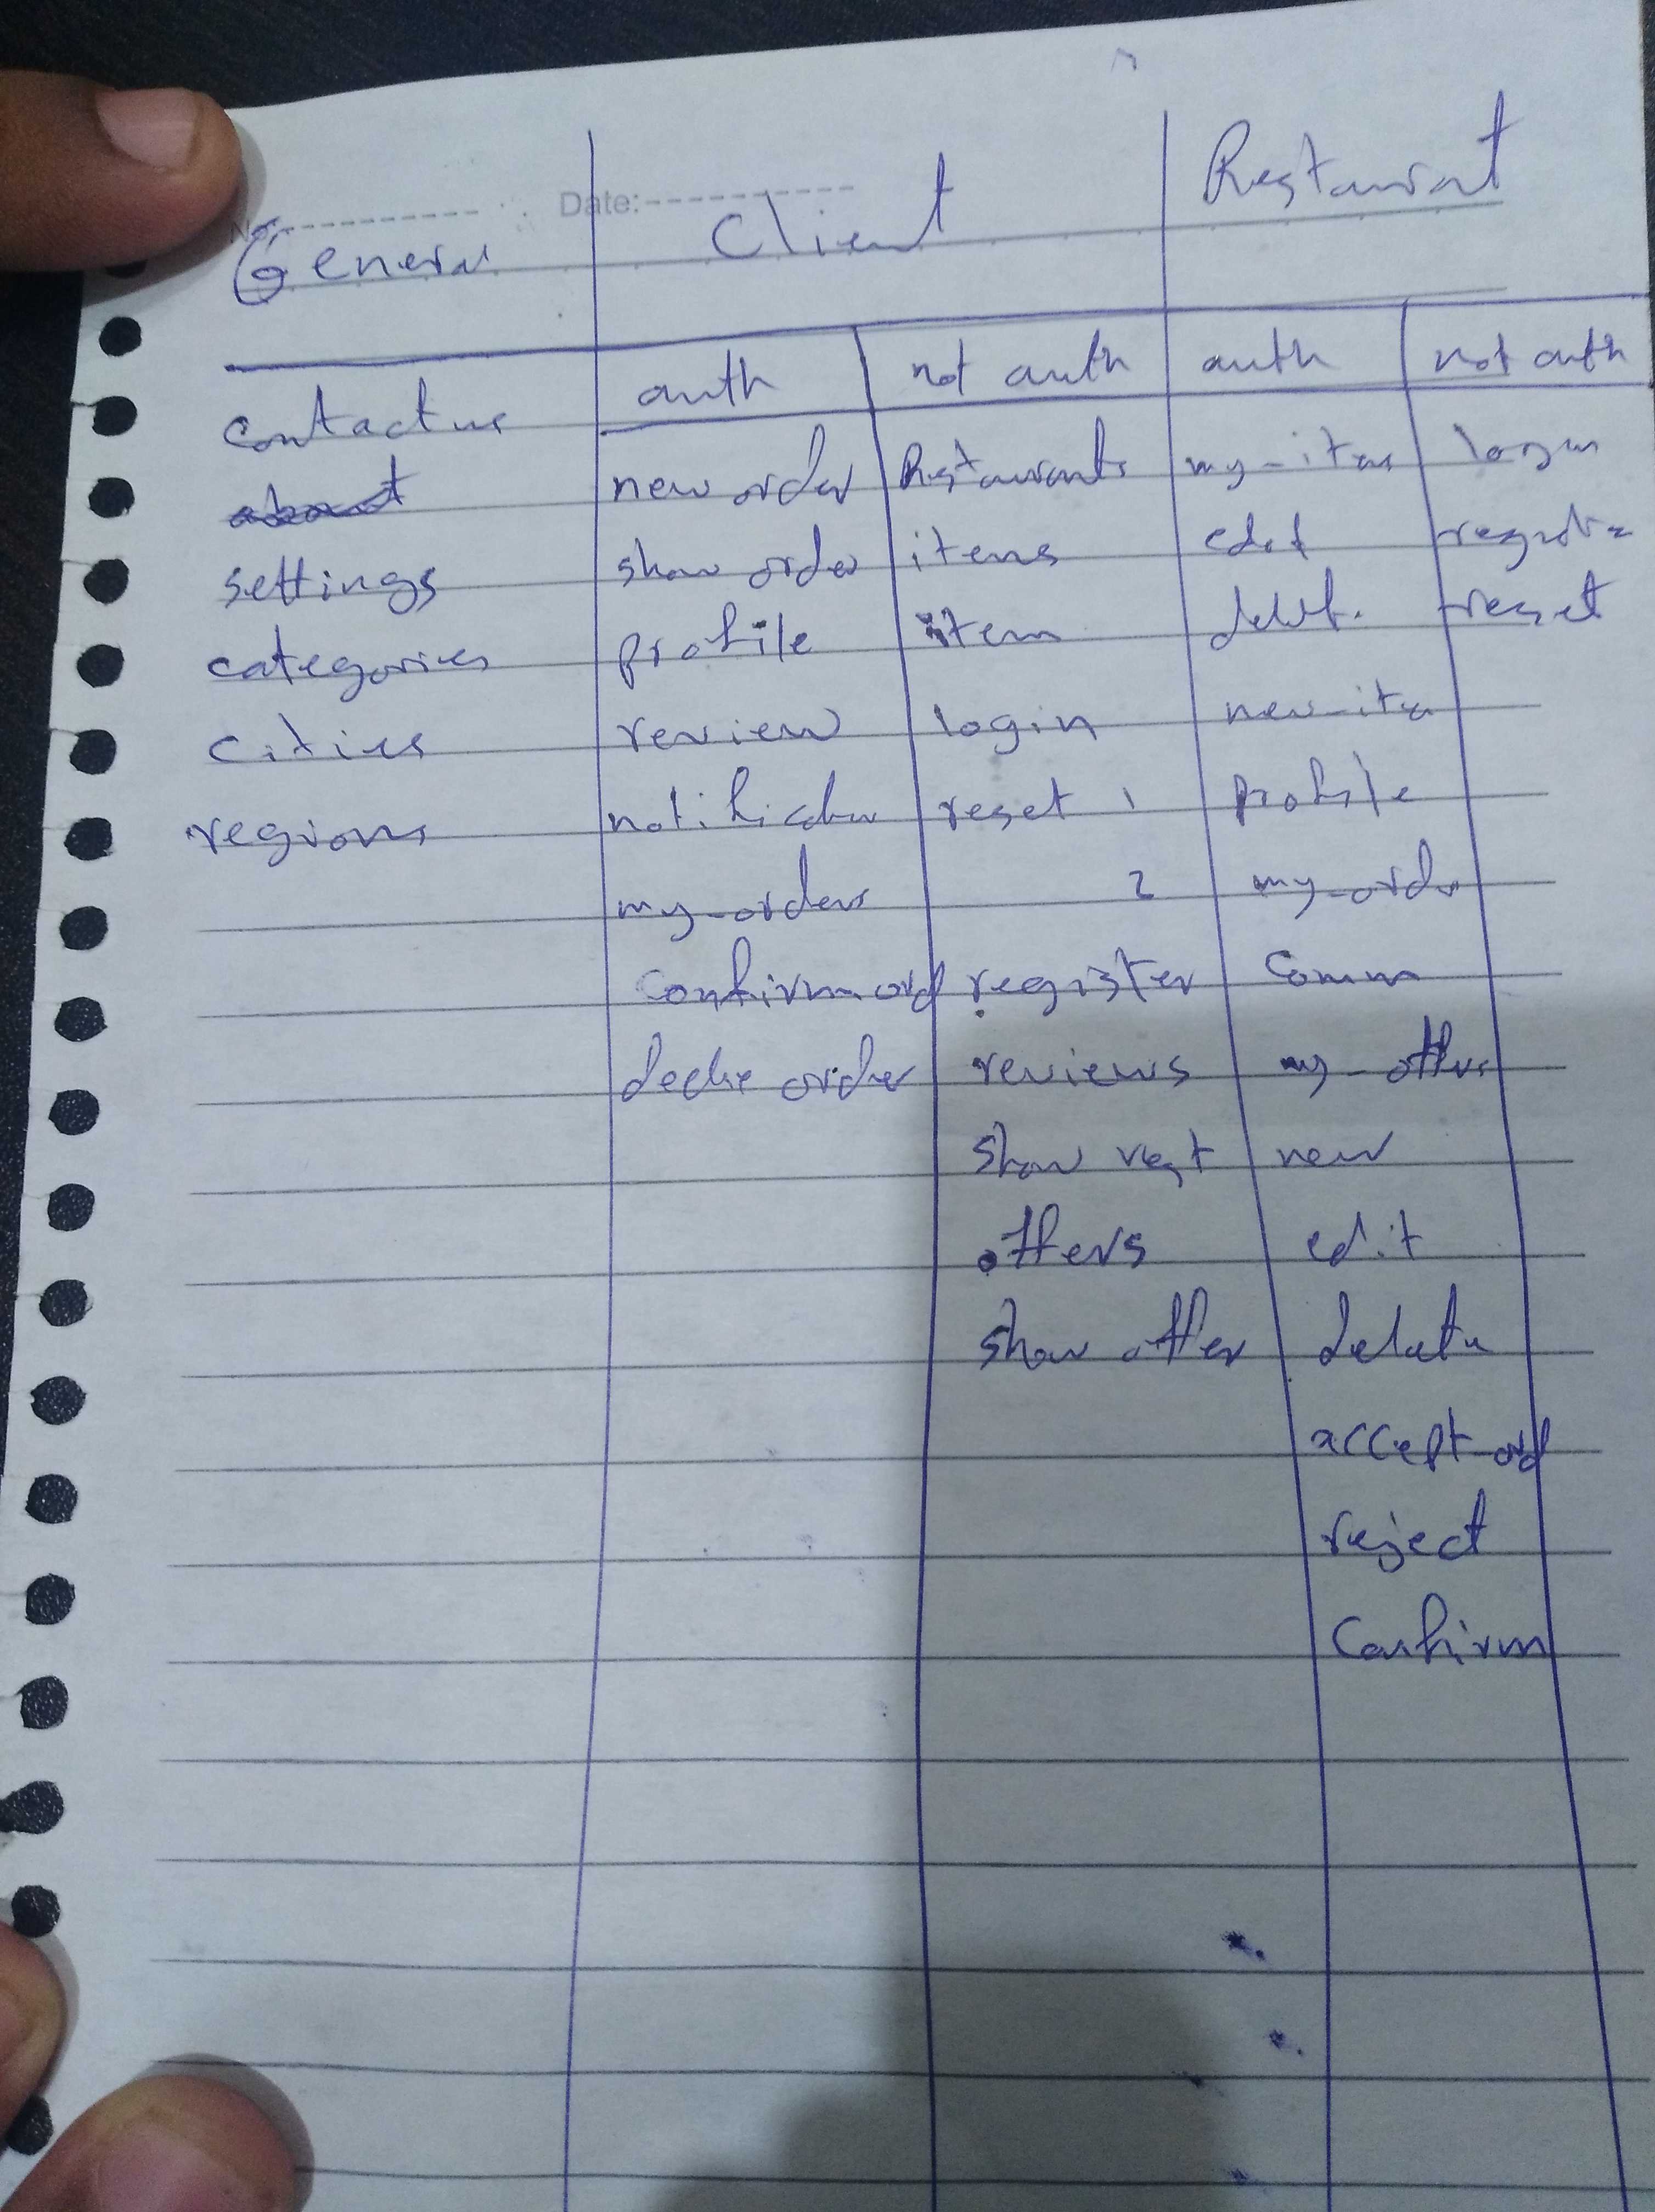 No. Date:
General Client Restaurant
auth not auth auth not auth
contact us
about
settings
categories
cities
regions
new order Restaurants my-item login
show order items edit register
profile item delet. reset
review login new-item
notification reset 1 profile
my-orders 2 my-order
confirm ord register Comm
decline order reviews my-offers
show rest new
offers edit
show offer delete
accept-ord
reject
Confirm